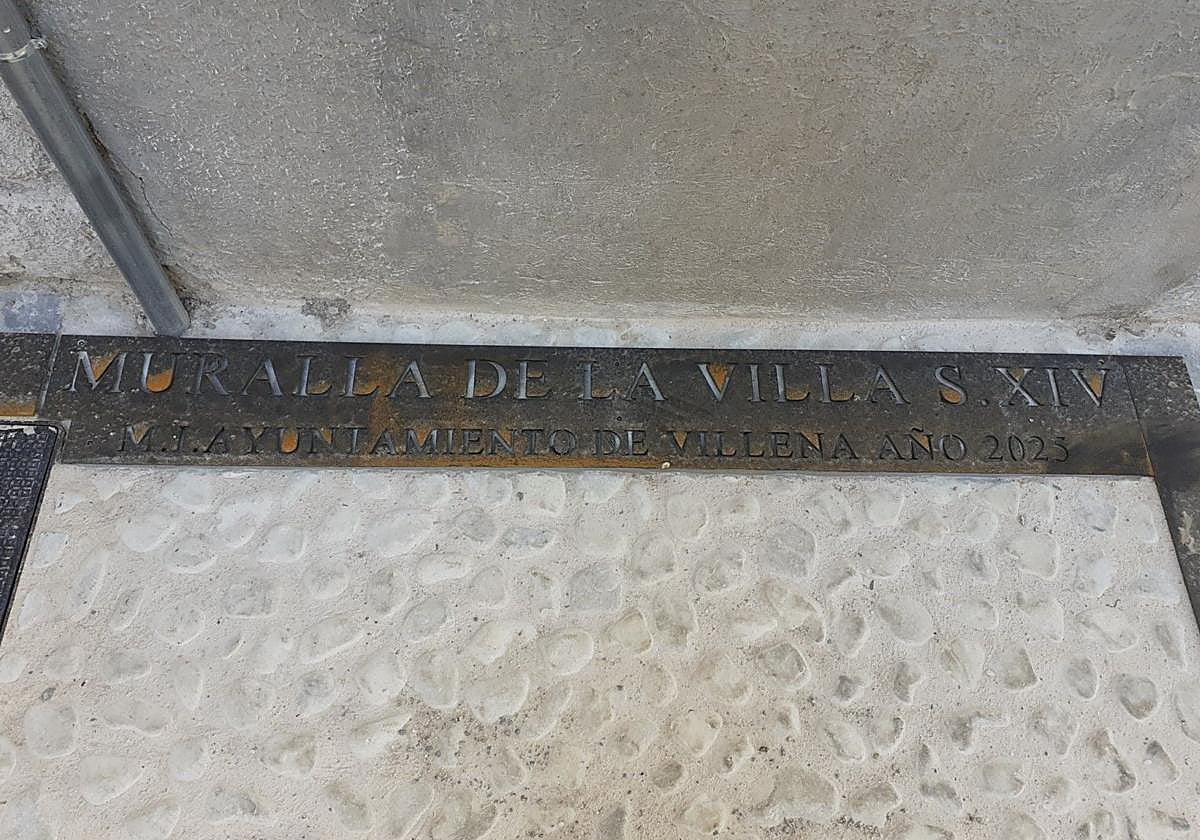 MURALLA DE LA VILLA S.XIV
M.I.AYUNTAMIENTO DE VILLENA AÑO 2025